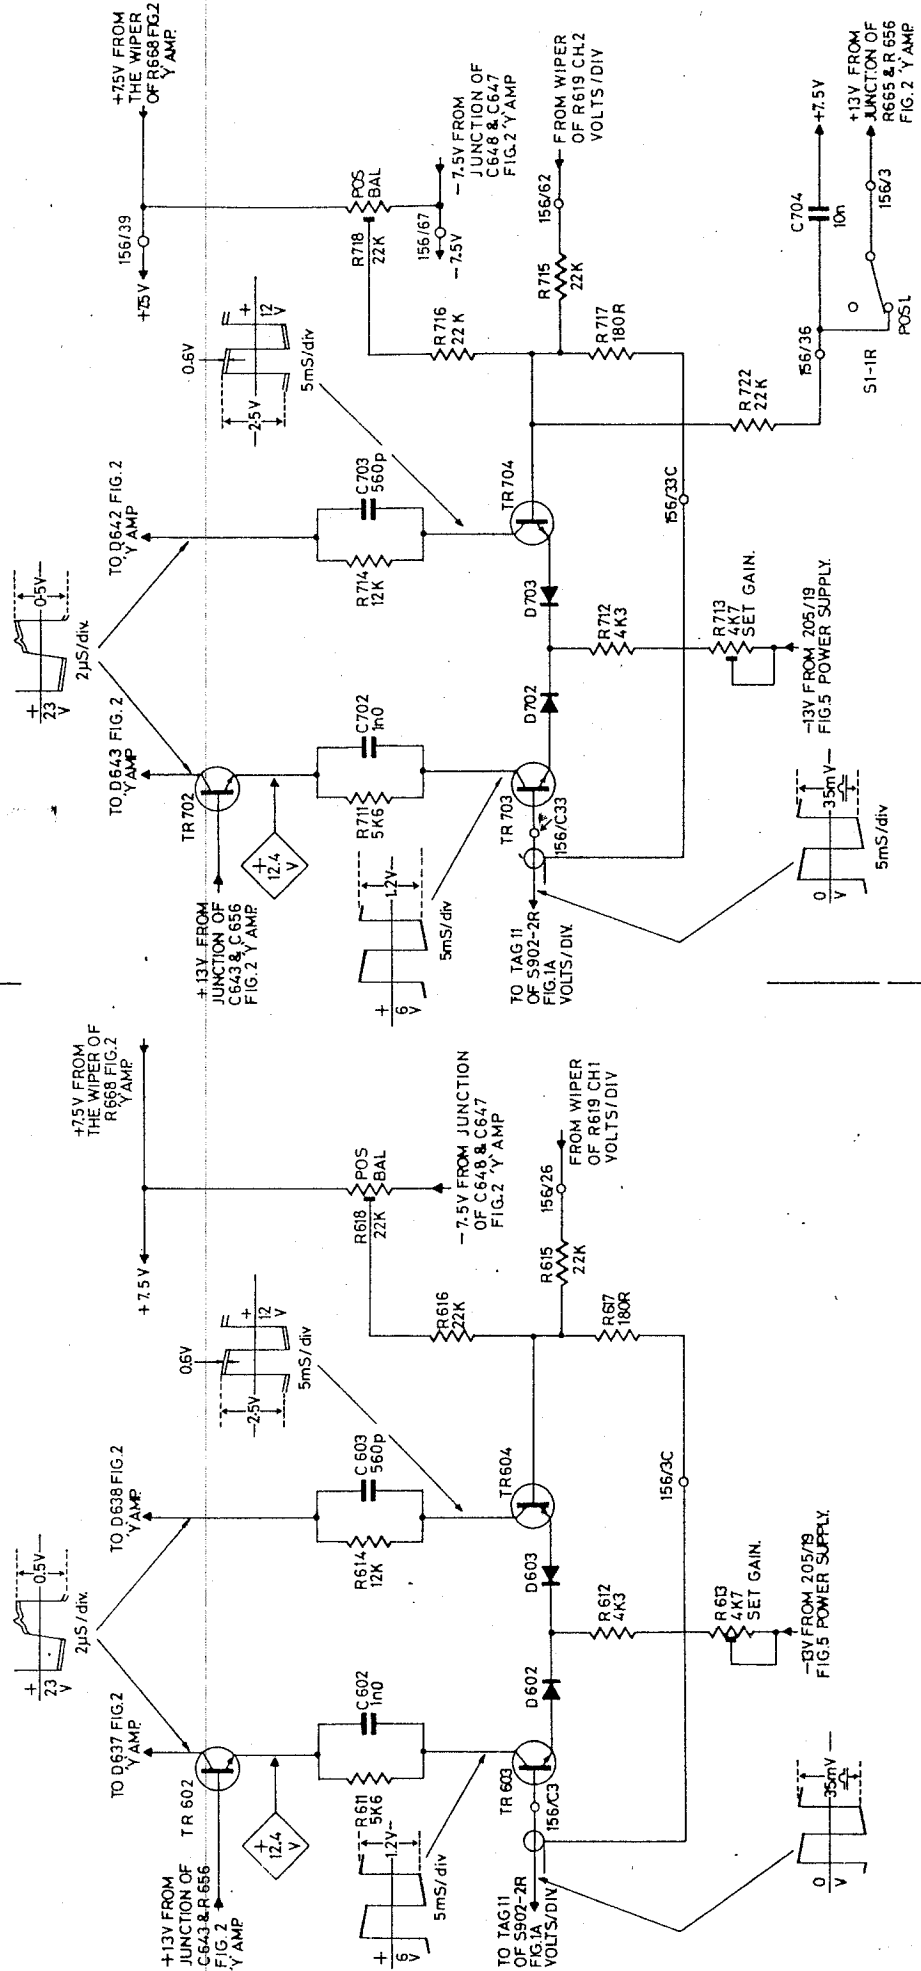 +7.5V FROM
THE WIPER
OF R668 FIG.2
'Y' AMP.
156/39
+7.5V
0.6V
2.5V
+
12
V
5mS/div
POS
BAL
R718
22K
-7.5V FROM
JUNCTION OF
C648 & C647
FIG.2 'Y' AMP
156/67
-7.5V
R716
22K
FROM WIPER
OF R619 CH.2
VOLTS/DIV
156/62
R715
22K
R717
180R
C704
10n
+7.5V
+13V FROM
JUNCTION OF
R665 & R656
FIG. 2 'Y' AMP.
156/3
156/36
S1-1R
POS1
R722
22K
TO D642 FIG. 2
'Y' AMP
0.5V
+
23
V
2µS/div.
C703
560p
R714
12K
TR704
156/33C
D703
R712
4K3
R713
4K7
SET GAIN.
-13V FROM 205/19
FIG.5 POWER SUPPLY.
TO D643 FIG. 2
'Y' AMP
TR702
+13V FROM
JUNCTION OF
C643 & C656
FIG. 2 'Y' AMP.
+
12.4
V
C702
1n0
R711
5K6
1.2V
+
6
V
5mS/div
TR703
D702
156/C33
TO TAG 11
OF S902-2R
FIG.1A
VOLTS/DIV.
0
V
35mV
5mS/div
+7.5V FROM
THE WIPER OF
R668 FIG.2
'Y' AMP.
+7.5V
0.6V
2.5V
+
12
V
5mS/div
POS
BAL
R618
22K
-7.5V FROM JUNCTION
OF C648 & C647
FIG.2 'Y' AMP
R616
22K
FROM WIPER
OF R619 CH1
VOLTS/DIV
156/26
R615
22K
R617
180R
TO D638 FIG.2
'Y' AMP.
0.5V
+
23
V
2µS/div.
C603
560p
R614
12K
TR604
156/3C
D603
R612
4K3
R613
4K7
SET GAIN.
-13V FROM 205/19
FIG.5 POWER SUPPLY.
TO D637 FIG.2
'Y' AMP.
TR 602
+13V FROM
JUNCTION OF
C643 & R656
FIG. 2
'Y' AMP
+
12.4
V
C602
1n0
R611
5K6
1.2V
+
6
V
5mS/div
TR603
D602
156/C3
TO TAG11
OF S902-2R
FIG.1A
VOLTS/DIV.
0
V
35mV